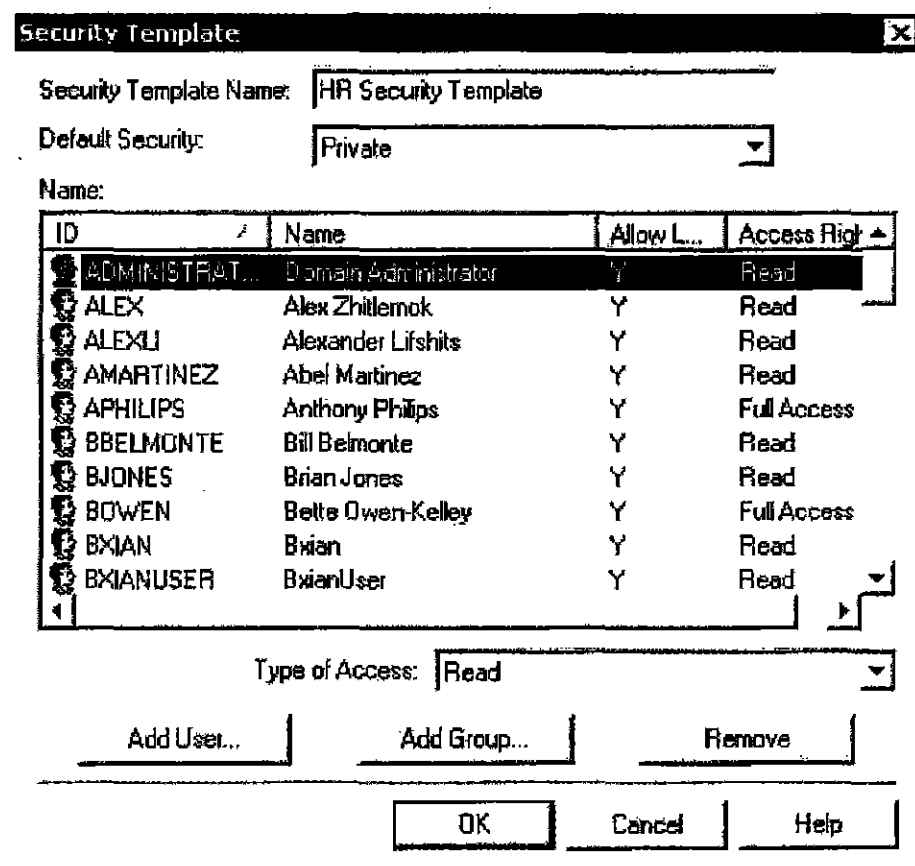 Security Template
Security Template Name: HR Security Template
Default Security: Private
Name:
ID Name Allow L... Access Righ
ADMINISTRAT... Domain Administrator Y Read
ALEX Alex Zhitlemok Y Read
ALEXLI Alexander Lifshits Y Read
AMARTINEZ Abel Martinez Y Read
APHILIPS Anthony Philips Y Full Access
BBELMONTE Bill Belmonte Y Read
BJONES Brian Jones Y Read
BOWEN Bette Owen-Kelley Y Full Access
BXIAN Bxian Y Read
BXIANUSER BxianUser Y Read
Type of Access: Read
Add User... Add Group... Remove
OK Cancel Help